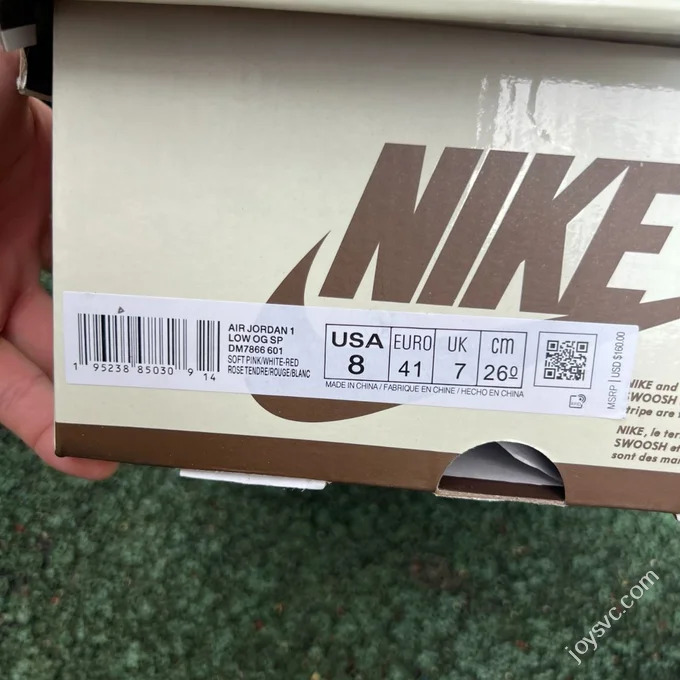 NIKE
AIR JORDAN 1
LOW OG SP
DM7866 601
SOFT PINK/WHITE-RED
ROSE TENDRE/ROUGE/BLANC
1 95238 85030 9 14
USA EURO UK cm
8 41 7 26⁰
MADE IN CHINA / FABRIQUE EN CHINE / HECHO EN CHINA
MSRP | USD $160.00
NIKE and
SWOOSH
stripe are
NIKE, le ter
SWOOSH et
sont des mar
joysvc.com